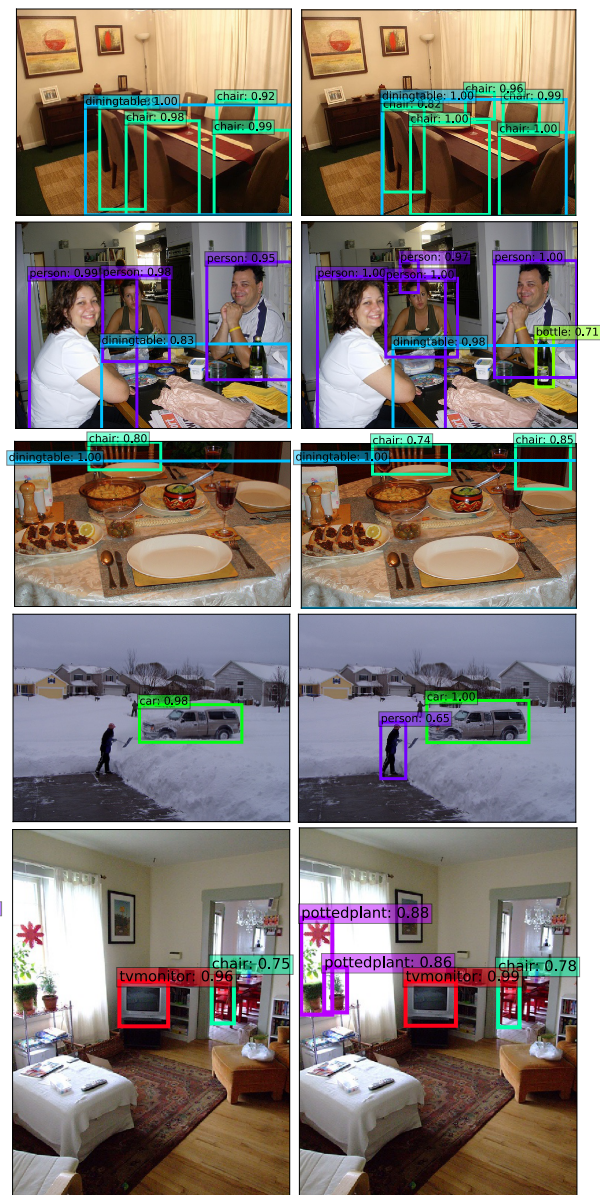 diningtable: 1.00
chair: 0.92
chair: 0.98
chair: 0.99
chair: 0.96
diningtable: 1.00
chair: 0.99
chair: 0.82
chair: 1.00
chair: 1.00
person: 0.95
person: 0.99
person: 0.98
diningtable: 0.83
person: 0.97
person: 1.00
person: 1.00
person: 1.00
bottle: 0.71
diningtable: 0.98
chair: 0.80
diningtable: 1.00
chair: 0.74
chair: 0.85
diningtable: 1.00
car: 0.98
car: 1.00
person: 0.65
chair: 0.75
tvmonitor: 0.96
pottedplant: 0.88
pottedplant: 0.86
chair: 0.78
tvmonitor: 0.99